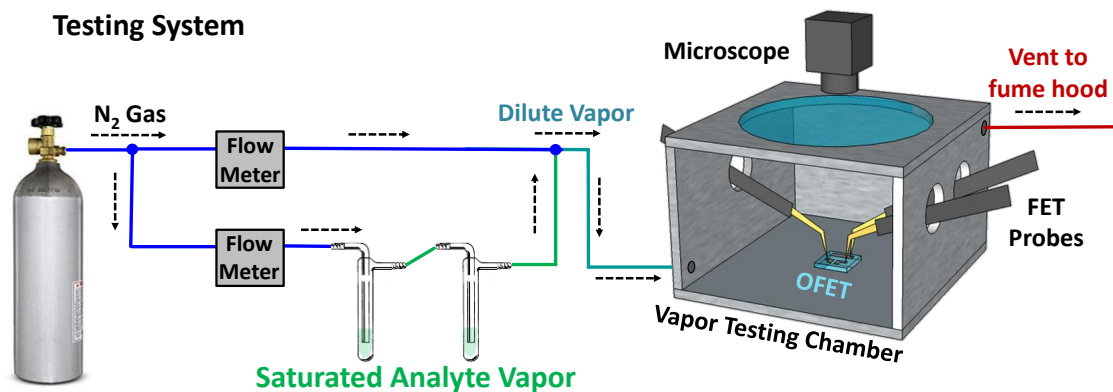 Testing System
Microscope
Vent to
fume hood
N₂ Gas
Dilute Vapor
Flow
Meter
Flow
Meter
FET
Probes
OFET
Vapor Testing Chamber
Saturated Analyte Vapor